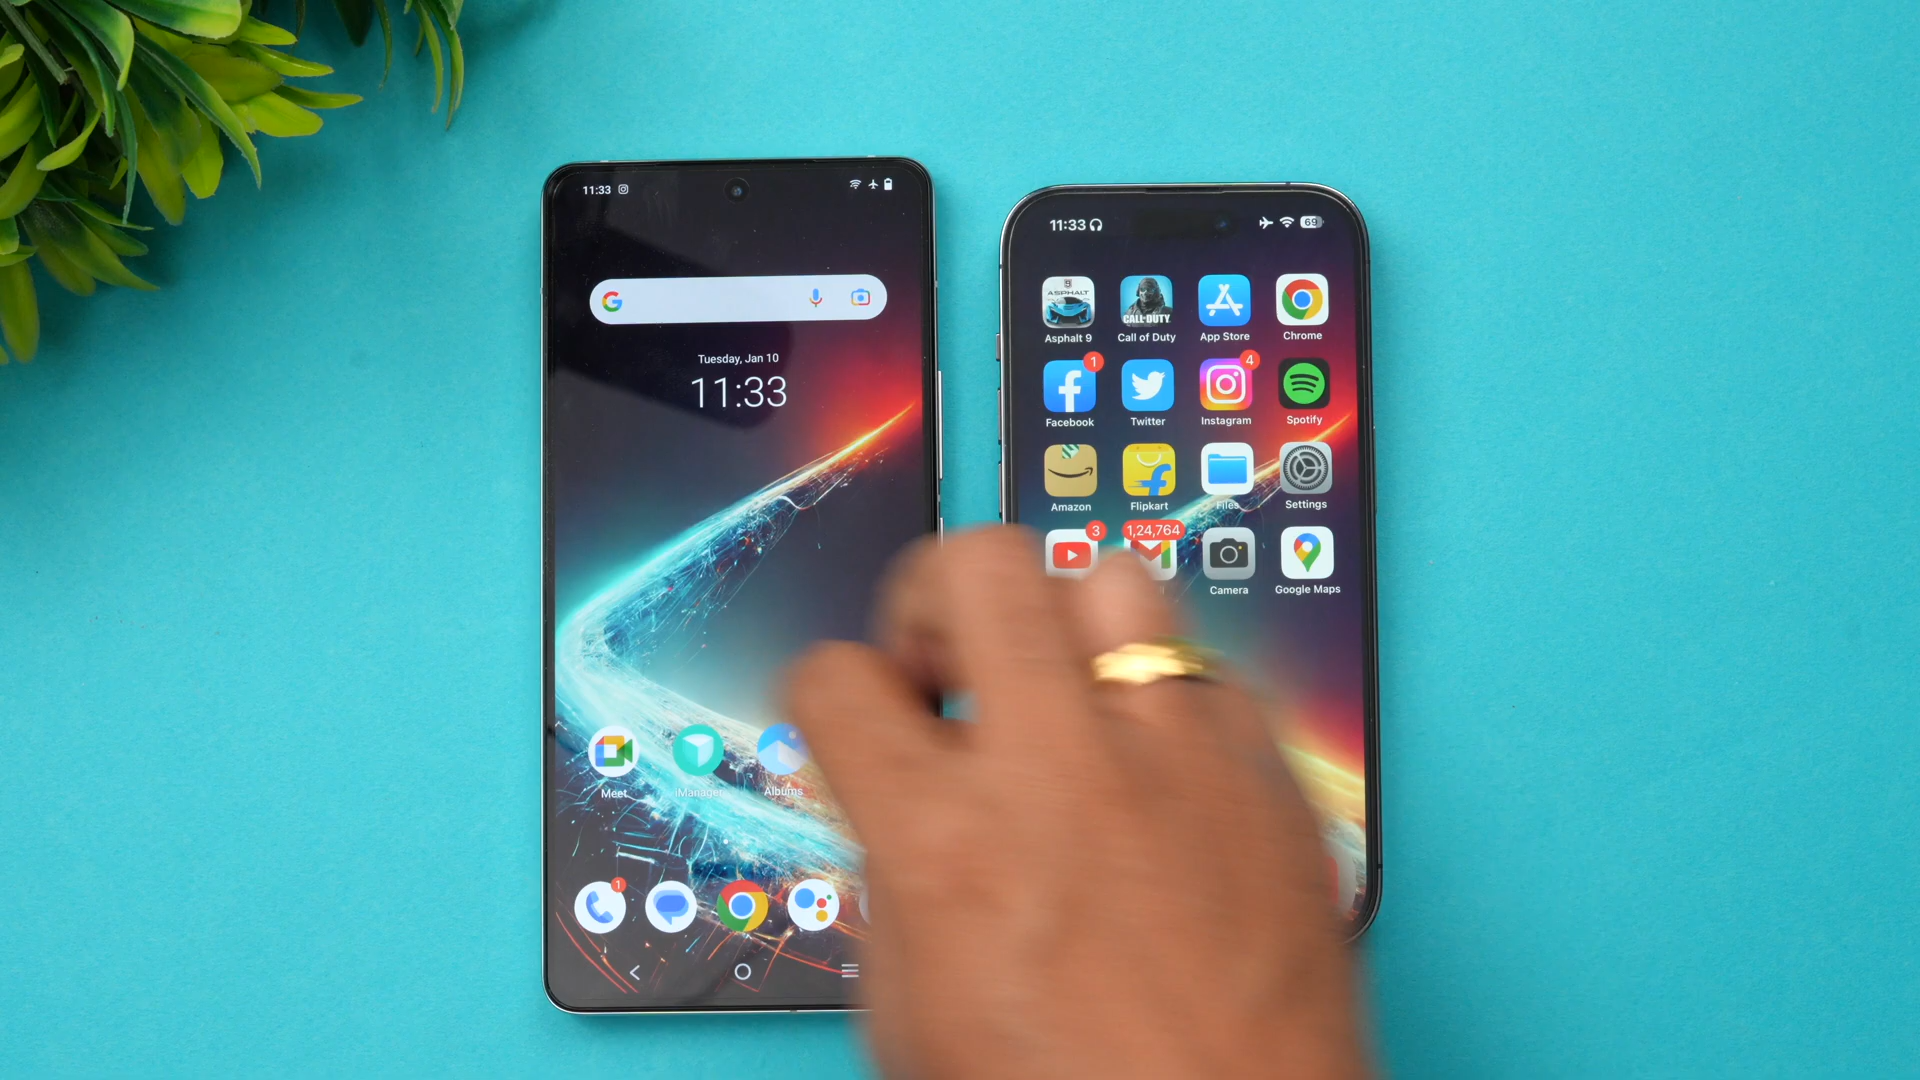 11:33
Tuesday, Jan 10
11:33
Meet
iManager
Albums
1
11:33
69
ASPHALT
CALL·DUTY
Asphalt 9
Call of Duty
App Store
Chrome
1
4
Facebook
Twitter
Instagram
Spotify
Amazon
Flipkart
Files
Settings
3
1,24,764
Camera
Google Maps